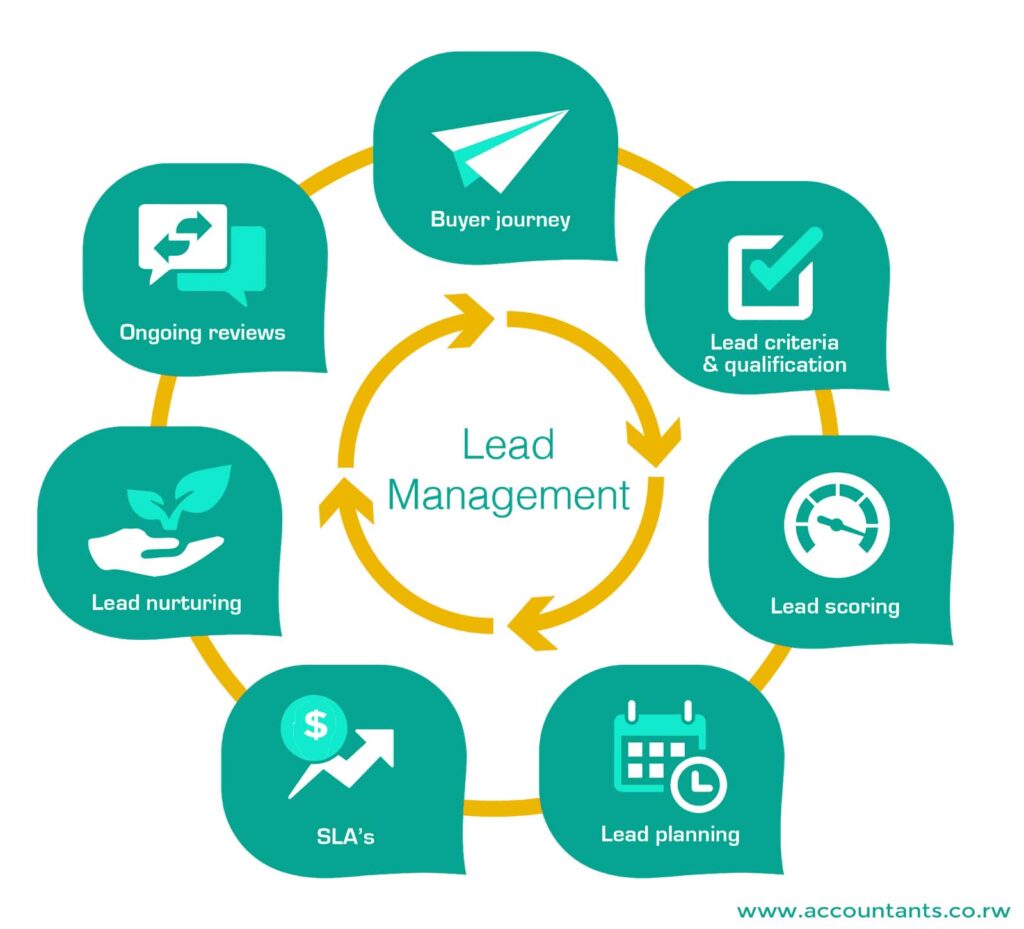 Buyer journey
Lead criteria
& qualification
Lead scoring
Lead planning
$
SLA's
Lead nurturing
Ongoing reviews
Lead
Management
www.accountants.co.rw